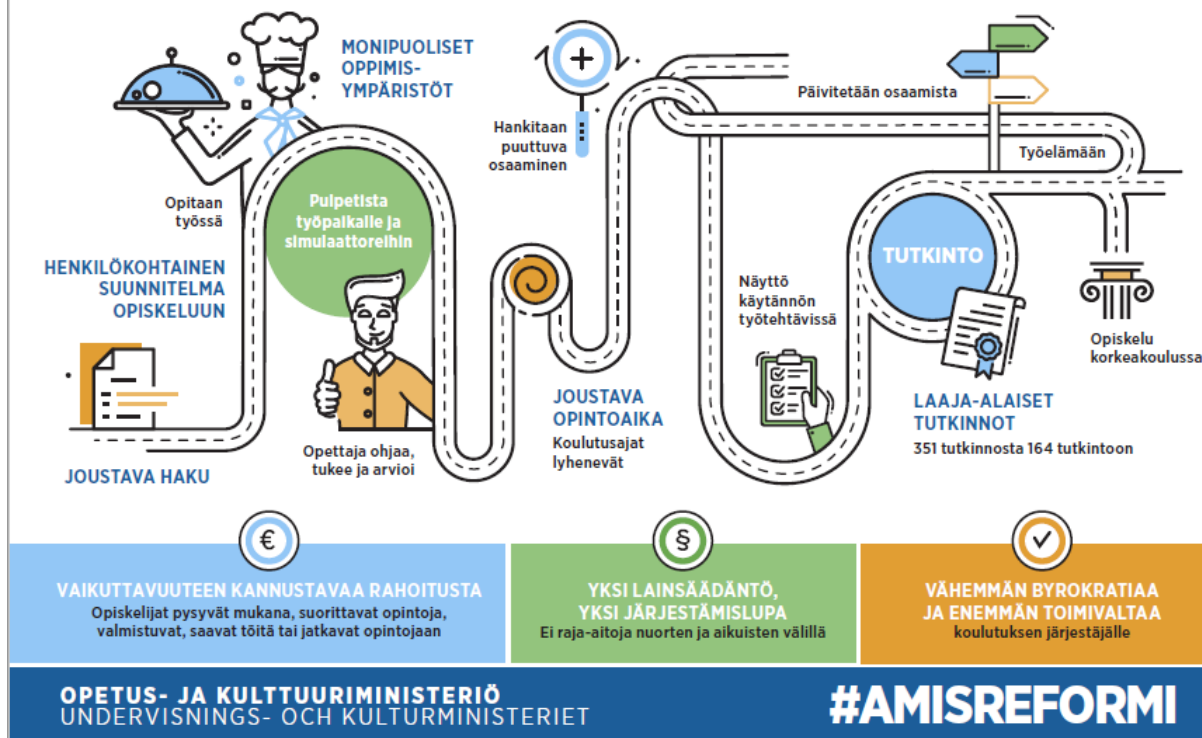 MONIPUOLISET
OPPIMIS-
YMPÄRISTÖT
Opitaan
työssä
Pulpetista
työpaikalle ja
simulaattoreihin
HENKILÖKOHTAINEN
SUUNNITELMA
OPISKELUUN
JOUSTAVA HAKU
Opettaja ohjaa,
tukee ja arvioi
Hankitaan
puuttuva
osaaminen
JOUSTAVA
OPINTOAIKA
Koulutusajat
lyhenevät
Näyttö
käytännön
työtehtävissä
Päivitetään osaamista
Työelämään
TUTKINTO
Opiskelu
korkeakoulussa
LAAJA-ALAISET
TUTKINNOT
351 tutkinnosta 164 tutkintoon
€
VAIKUTTAVUUTEEN KANNUSTAVAA RAHOITUSTA
Opiskelijat pysyvät mukana, suorittavat opintoja,
valmistuvat, saavat töitä tai jatkavat opintojaan
§
YKSI LAINSÄÄDÄNTÖ,
YKSI JÄRJESTÄMISLUPA
Ei raja-aitoja nuorten ja aikuisten välillä
VÄHEMMÄN BYROKRATIAA
JA ENEMMÄN TOIMIVALTAA
koulutuksen järjestäjälle
OPETUS- JA KULTTUURIMINISTERIÖ
UNDERVISNINGS- OCH KULTURMINISTERIET
#AMISREFORMI